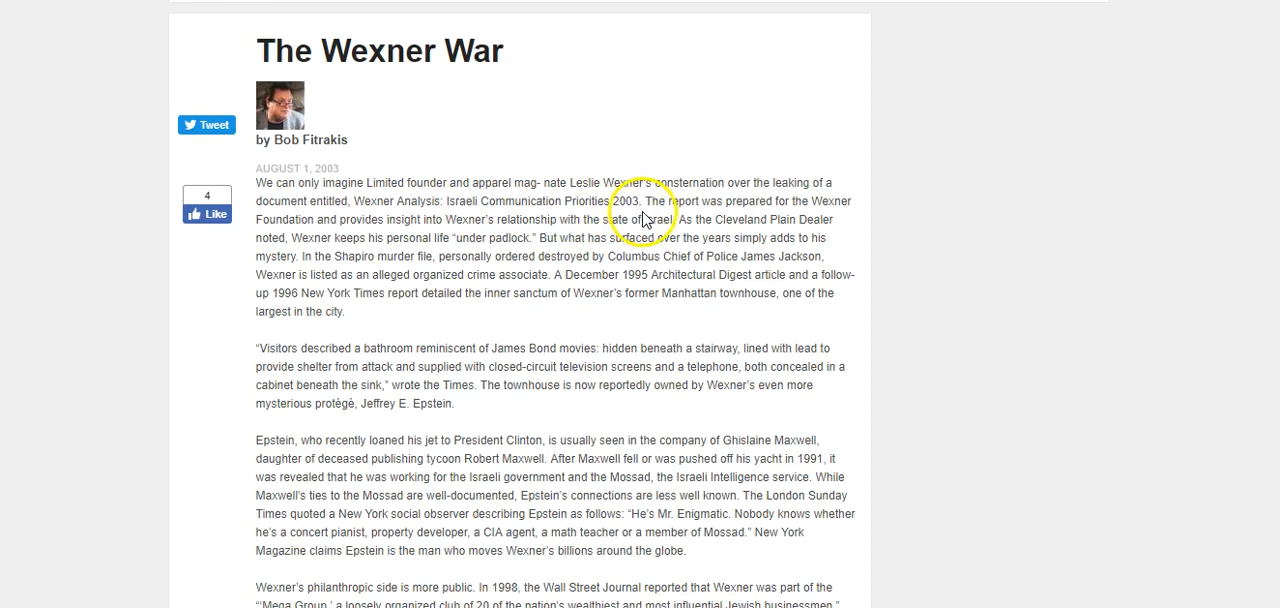 The Wexner War
Tweet
by Bob Fitrakis
AUGUST 1, 2003
4
Like
We can only imagine Limited founder and apparel mag- nate Leslie Wexner's consternation over the leaking of a
document entitled, Wexner Analysis: Israeli Communication Priorities 2003. The report was prepared for the Wexner
Foundation and provides insight into Wexner's relationship with the state of Israel. As the Cleveland Plain Dealer
noted, Wexner keeps his personal life “under padlock.” But what has surfaced over the years simply adds to his
mystery. In the Shapiro murder file, personally ordered destroyed by Columbus Chief of Police James Jackson,
Wexner is listed as an alleged organized crime associate. A December 1995 Architectural Digest article and a follow-
up 1996 New York Times report detailed the inner sanctum of Wexner's former Manhattan townhouse, one of the
largest in the city.
“Visitors described a bathroom reminiscent of James Bond movies: hidden beneath a stairway, lined with lead to
provide shelter from attack and supplied with closed-circuit television screens and a telephone, both concealed in a
cabinet beneath the sink,” wrote the Times. The townhouse is now reportedly owned by Wexner's even more
mysterious protégé, Jeffrey E. Epstein.
Epstein, who recently loaned his jet to President Clinton, is usually seen in the company of Ghislaine Maxwell,
daughter of deceased publishing tycoon Robert Maxwell. After Maxwell fell or was pushed off his yacht in 1991, it
was revealed that he was working for the Israeli government and the Mossad, the Israeli Intelligence service. While
Maxwell's ties to the Mossad are well-documented, Epstein's connections are less well known. The London Sunday
Times quoted a New York social observer describing Epstein as follows: “He's Mr. Enigmatic. Nobody knows whether
he's a concert pianist, property developer, a CIA agent, a math teacher or a member of Mossad.” New York
Magazine claims Epstein is the man who moves Wexner's billions around the globe.
Wexner's philanthropic side is more public. In 1998, the Wall Street Journal reported that Wexner was part of the
“‘Mega Group,’ a loosely organized club of 20 of the nation's wealthiest and most influential Jewish businessmen,”